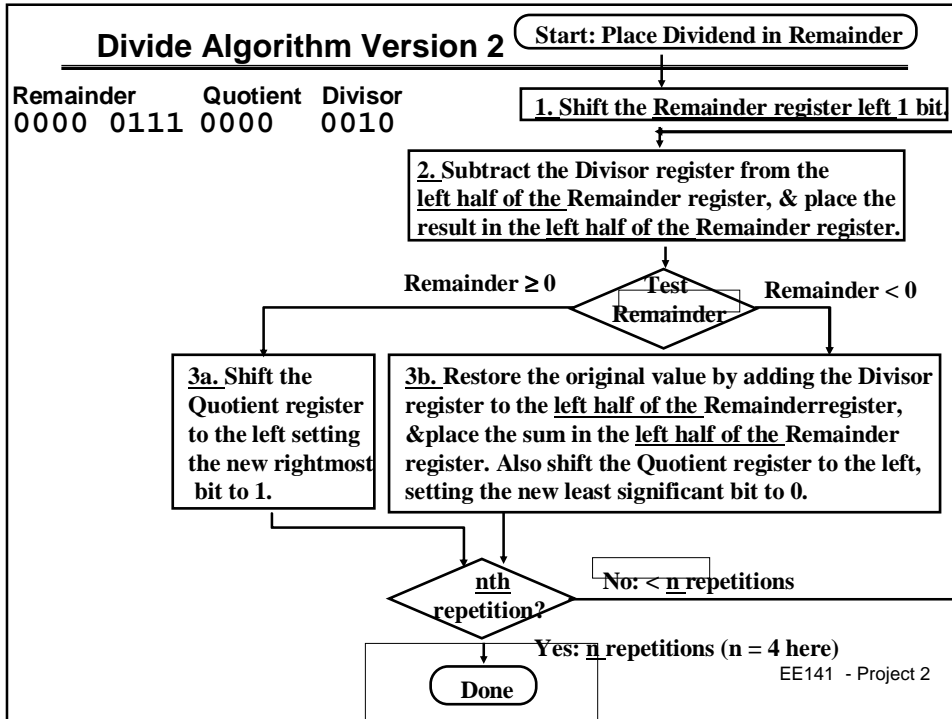 Divide Algorithm Version 2
Start: Place Dividend in Remainder
Remainder Quotient Divisor
0000 0111 0000 0010
1. Shift the Remainder register left 1 bit.
2. Subtract the Divisor register from the
left half of the Remainder register, & place the
result in the left half of the Remainder register.
Remainder ≥ 0
Test
Remainder
Remainder < 0
3a. Shift the
Quotient register
to the left setting
the new rightmost
bit to 1.
3b. Restore the original value by adding the Divisor
register to the left half of the Remainderregister,
&place the sum in the left half of the Remainder
register. Also shift the Quotient register to the left,
setting the new least significant bit to 0.
nth
repetition?
No: < n repetitions
Yes: n repetitions (n = 4 here)
Done
EE141 - Project 2